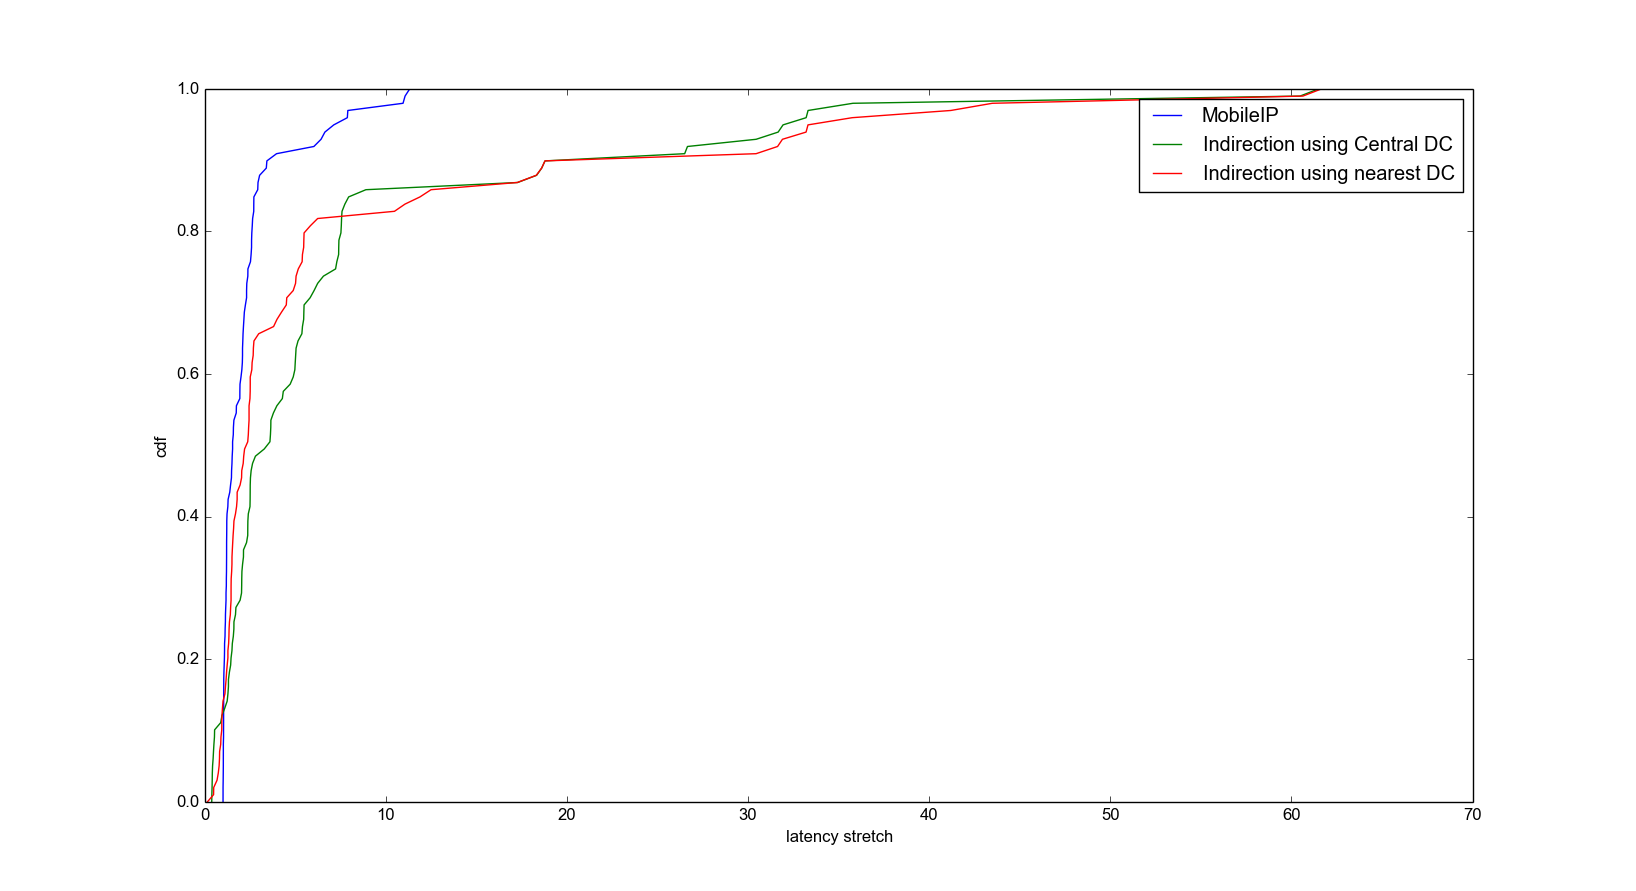 1.0
0.8
0.6
0.4
0.2
0.0
cdf
0 10 20 30 40 50 60 70
latency stretch
MobileIP
Indirection using Central DC
Indirection using nearest DC